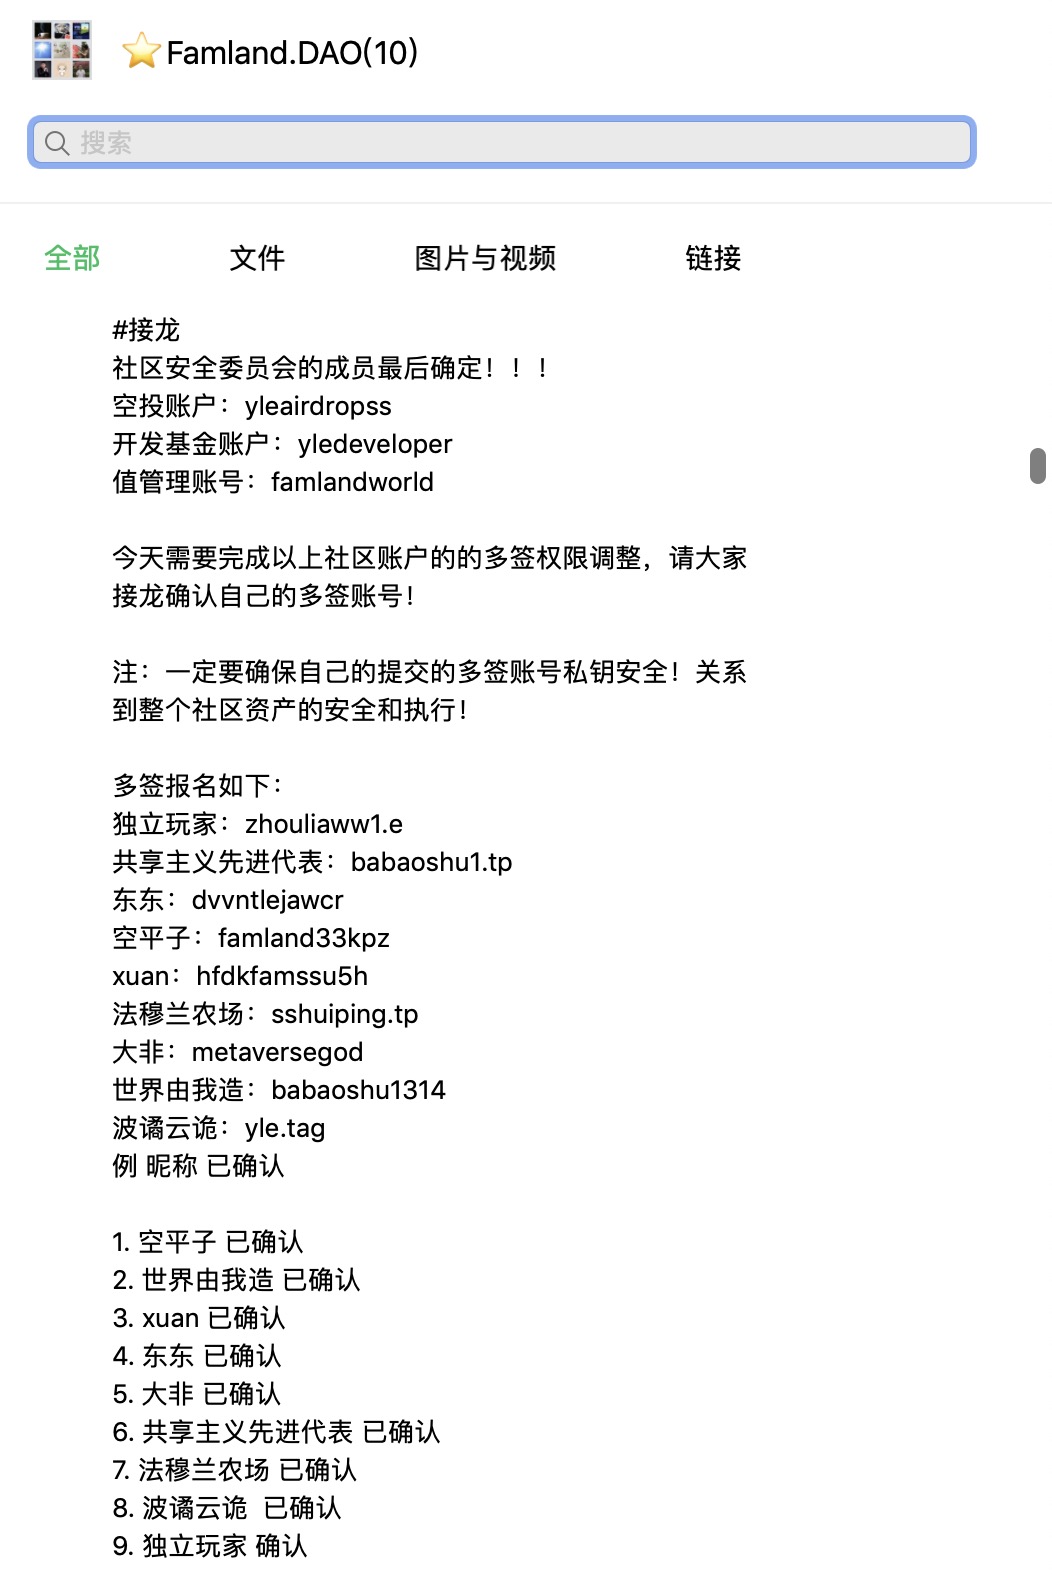 ⭐Famland.DAO(10)
搜索
全部 文件 图片与视频 链接
#接龙
社区安全委员会的成员最后确定！！！
空投账户：yleairdropss
开发基金账户：yledeveloper
值管理账号：famlandworld
今天需要完成以上社区账户的的多签权限调整，请大家
接龙确认自己的多签账号！
注：一定要确保自己的提交的多签账号私钥安全！关系
到整个社区资产的安全和执行！
多签报名如下：
独立玩家：zhouliaww1.e
共享主义先进代表：babaoshu1.tp
东东：dvvntlejawcr
空平子：famland33kpz
xuan：hfdkfamssu5h
法穆兰农场：sshuiping.tp
大非：metaversegod
世界由我造：babaoshu1314
波谲云诡：yle.tag
例 昵称 已确认
1. 空平子 已确认
2. 世界由我造 已确认
3. xuan 已确认
4. 东东 已确认
5. 大非 已确认
6. 共享主义先进代表 已确认
7. 法穆兰农场 已确认
8. 波谲云诡  已确认
9. 独立玩家 确认